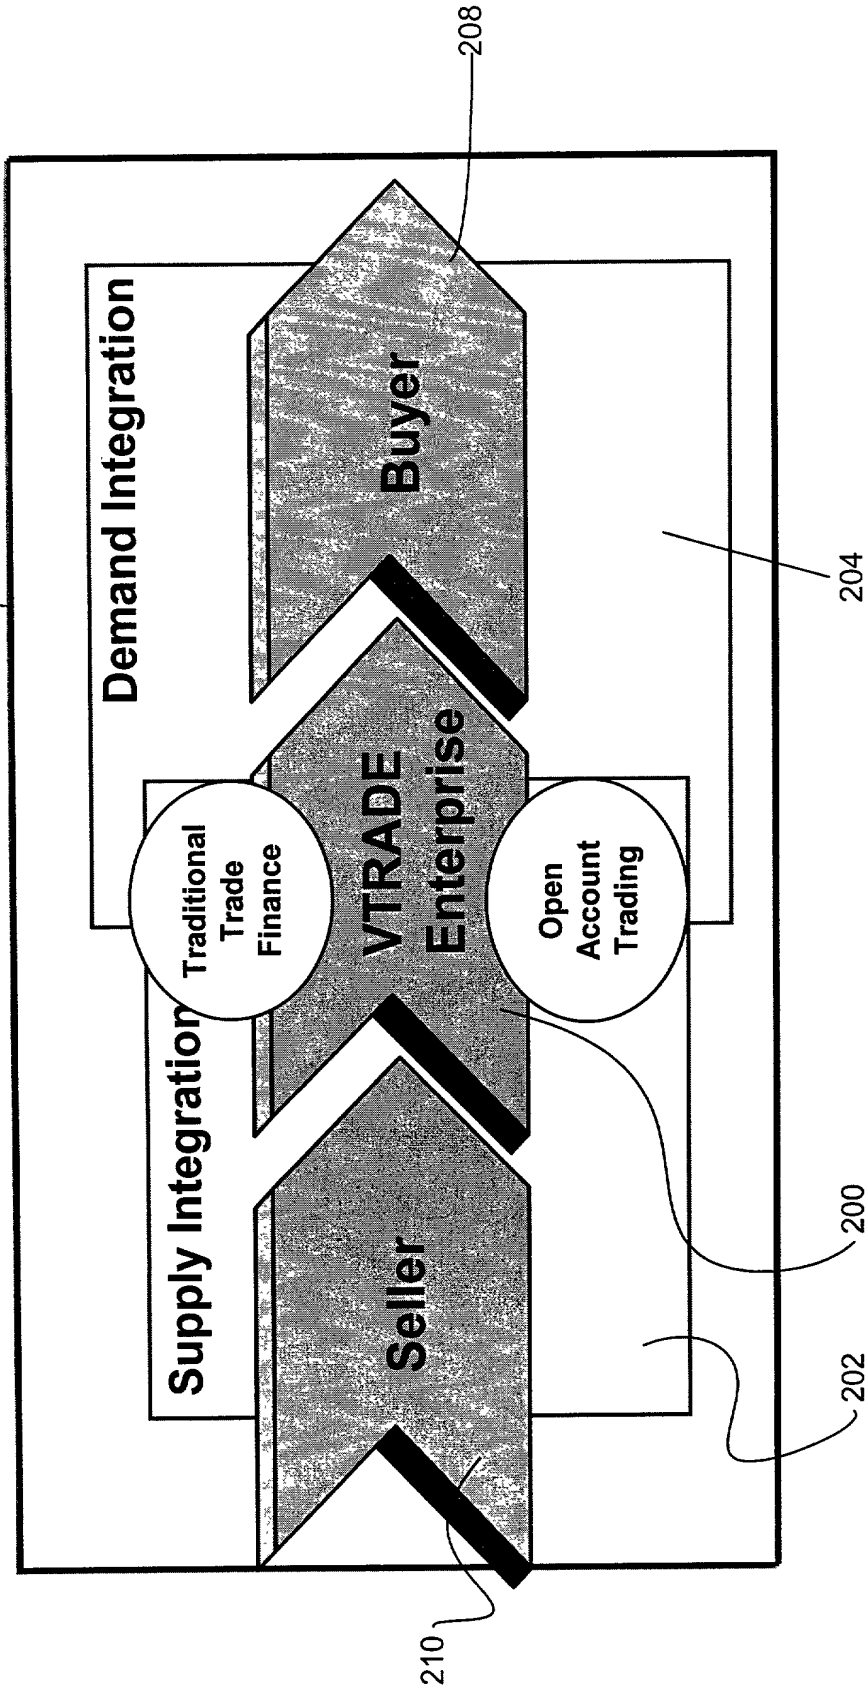 208
Demand Integration
Buyer
204
Traditional
Trade
Finance
VTRADE
Enterprise
Open
Account
Trading
Supply Integration
Seller
200
202
210